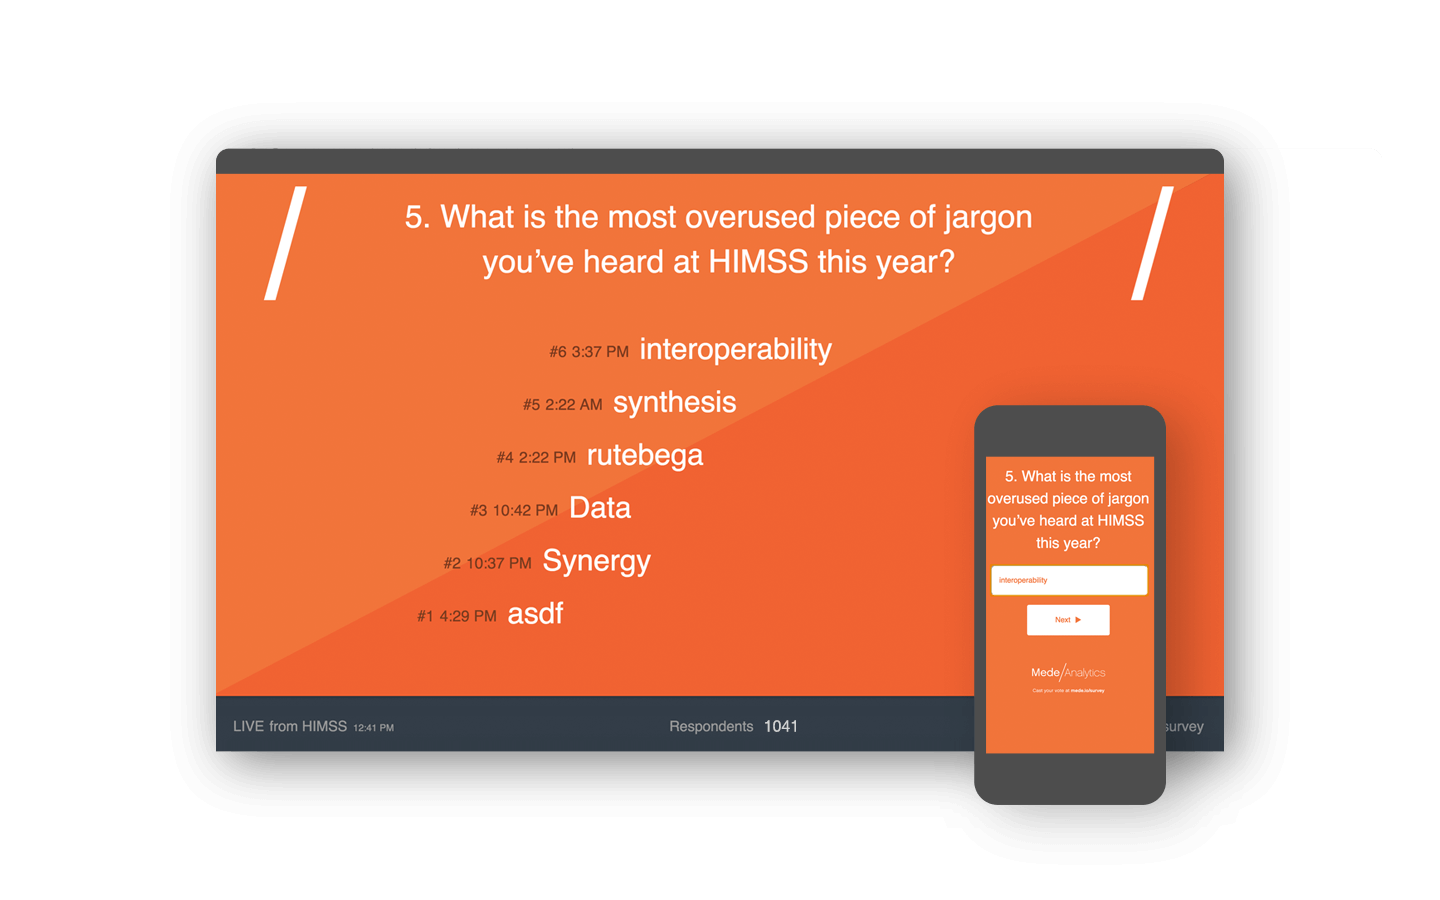 5. What is the most overused piece of jargon
you’ve heard at HIMSS this year?
#6 3:37 PM interoperability
#5 2:22 AM synthesis
#4 2:22 PM rutebega
#3 10:42 PM Data
#2 10:37 PM Synergy
#1 4:29 PM asdf
LIVE from HIMSS 12:41 PM
Respondents 1041
survey
5. What is the most
overused piece of jargon
you’ve heard at HIMSS
this year?
interoperability
Next
Mede/Analytics
Cast your vote at mede.io/survey